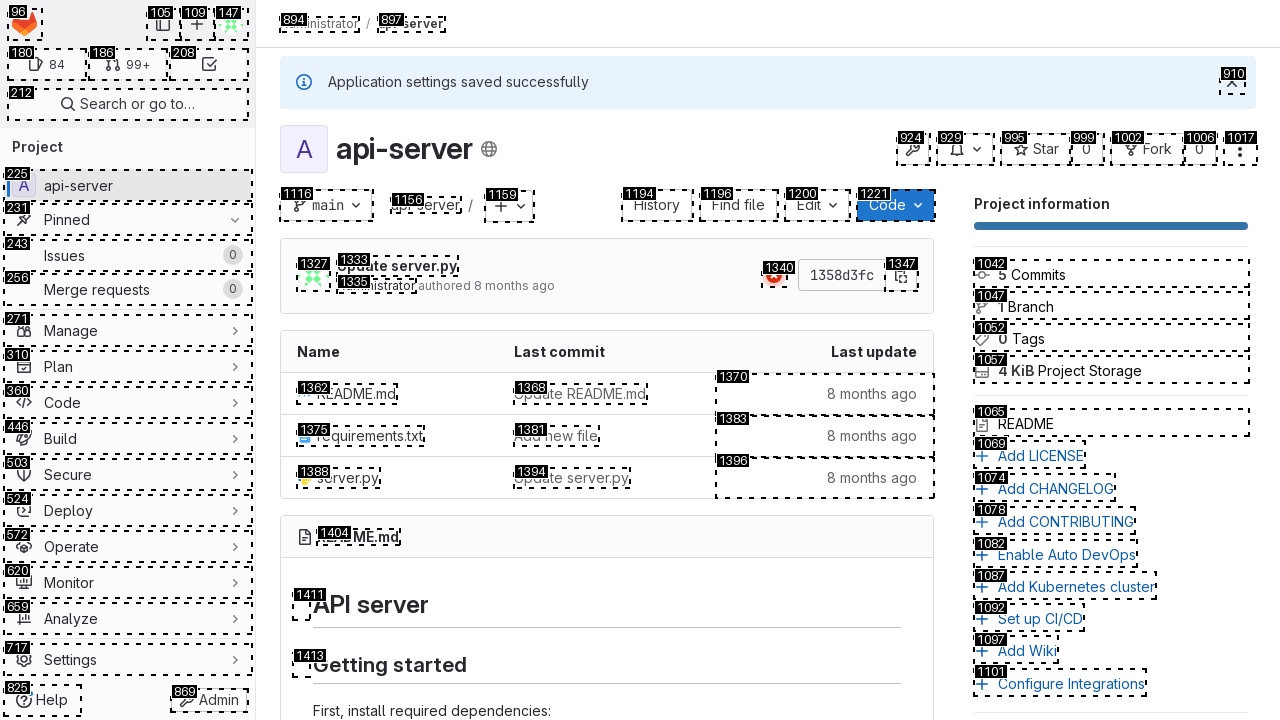 96
105
109
147
180
84
186
99+
208
212
Search or go to…
Project
225
A
api-server
231
Pinned
243
Issues
0
256
Merge requests
0
271
Manage
310
Plan
360
Code
446
Build
503
Secure
524
Deploy
572
Operate
620
Monitor
659
Analyze
717
Settings
825
Help
869
Admin
894
Administrator
/
897
api-server
Application settings saved successfully
910
A
api-server
924
929
995
Star
999
0
1002
Fork
1006
0
1017
1116
main
1156
api-server
/
1159
1194
History
1196
Find file
1200
Edit
1221
Code
1327
1333
Update server.py
1335
Administrator authored 8 months ago
1340
1358d3fc
1347
Name
Last commit
Last update
1362
README.md
1368
Update README.md
1370
8 months ago
1375
requirements.txt
1381
Add new file
1383
8 months ago
1388
server.py
1394
Update server.py
1396
8 months ago
1404
README.md
1411
API server
1413
Getting started
First, install required dependencies:
Project information
1042
5 Commits
1047
1 Branch
1052
0 Tags
1057
4 KiB Project Storage
1065
README
1069
Add LICENSE
1074
Add CHANGELOG
1078
Add CONTRIBUTING
1082
Enable Auto DevOps
1087
Add Kubernetes cluster
1092
Set up CI/CD
1097
Add Wiki
1101
Configure Integrations